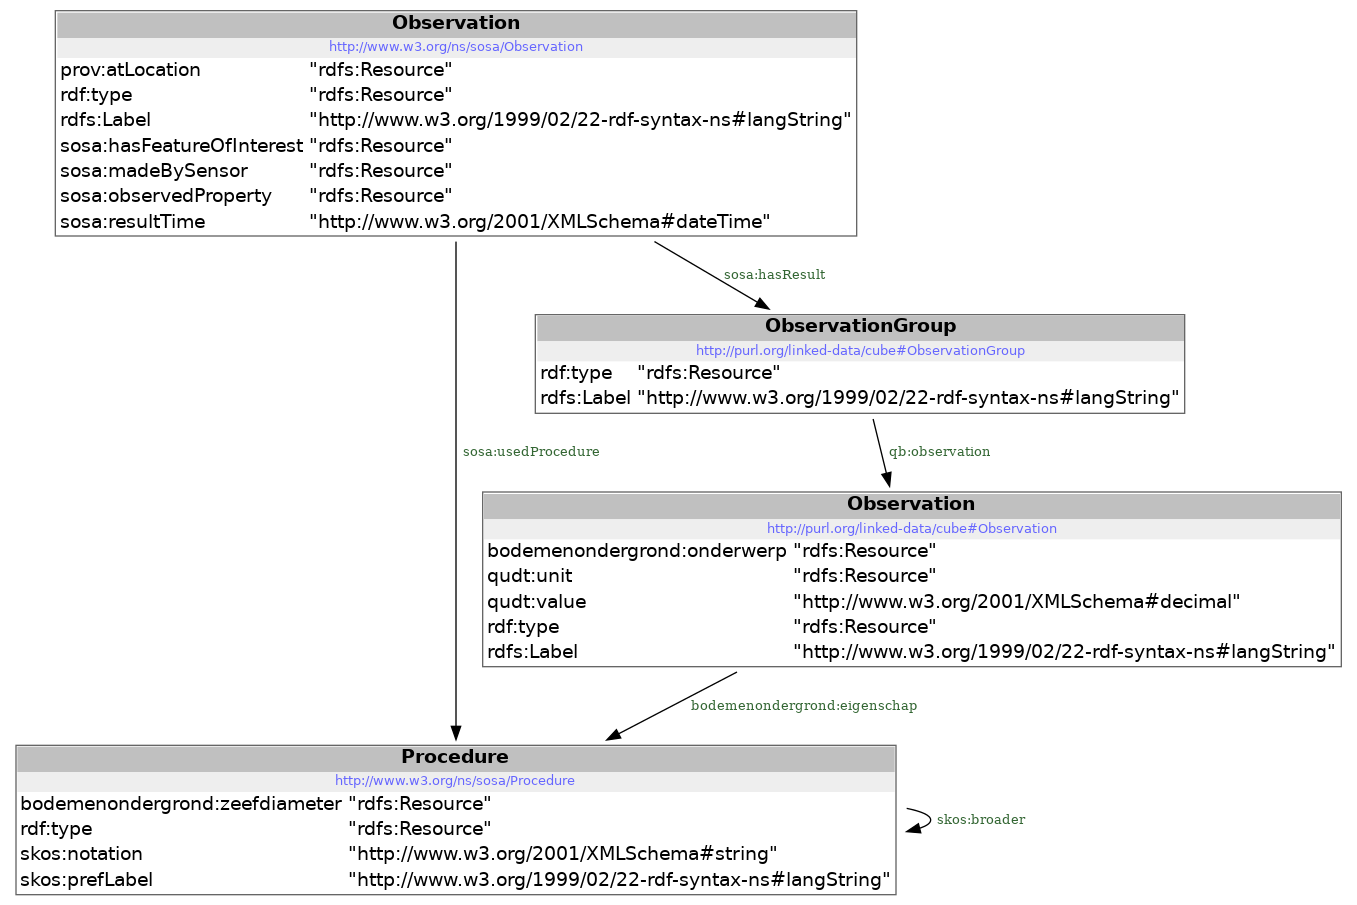 Observation
http://www.w3.org/ns/sosa/Observation
prov:atLocation "rdfs:Resource"
rdf:type "rdfs:Resource"
rdfs:Label "http://www.w3.org/1999/02/22-rdf-syntax-ns#langString"
sosa:hasFeatureOfInterest "rdfs:Resource"
sosa:madeBySensor "rdfs:Resource"
sosa:observedProperty "rdfs:Resource"
sosa:resultTime "http://www.w3.org/2001/XMLSchema#dateTime"
sosa:hasResult
ObservationGroup
http://purl.org/linked-data/cube#ObservationGroup
rdf:type "rdfs:Resource"
rdfs:Label "http://www.w3.org/1999/02/22-rdf-syntax-ns#langString"
sosa:usedProcedure
qb:observation
Observation
http://purl.org/linked-data/cube#Observation
bodemenondergrond:onderwerp "rdfs:Resource"
qudt:unit "rdfs:Resource"
qudt:value "http://www.w3.org/2001/XMLSchema#decimal"
rdf:type "rdfs:Resource"
rdfs:Label "http://www.w3.org/1999/02/22-rdf-syntax-ns#langString"
bodemenondergrond:eigenschap
Procedure
http://www.w3.org/ns/sosa/Procedure
bodemenondergrond:zeefdiameter "rdfs:Resource"
rdf:type "rdfs:Resource"
skos:notation "http://www.w3.org/2001/XMLSchema#string"
skos:prefLabel "http://www.w3.org/1999/02/22-rdf-syntax-ns#langString"
skos:broader